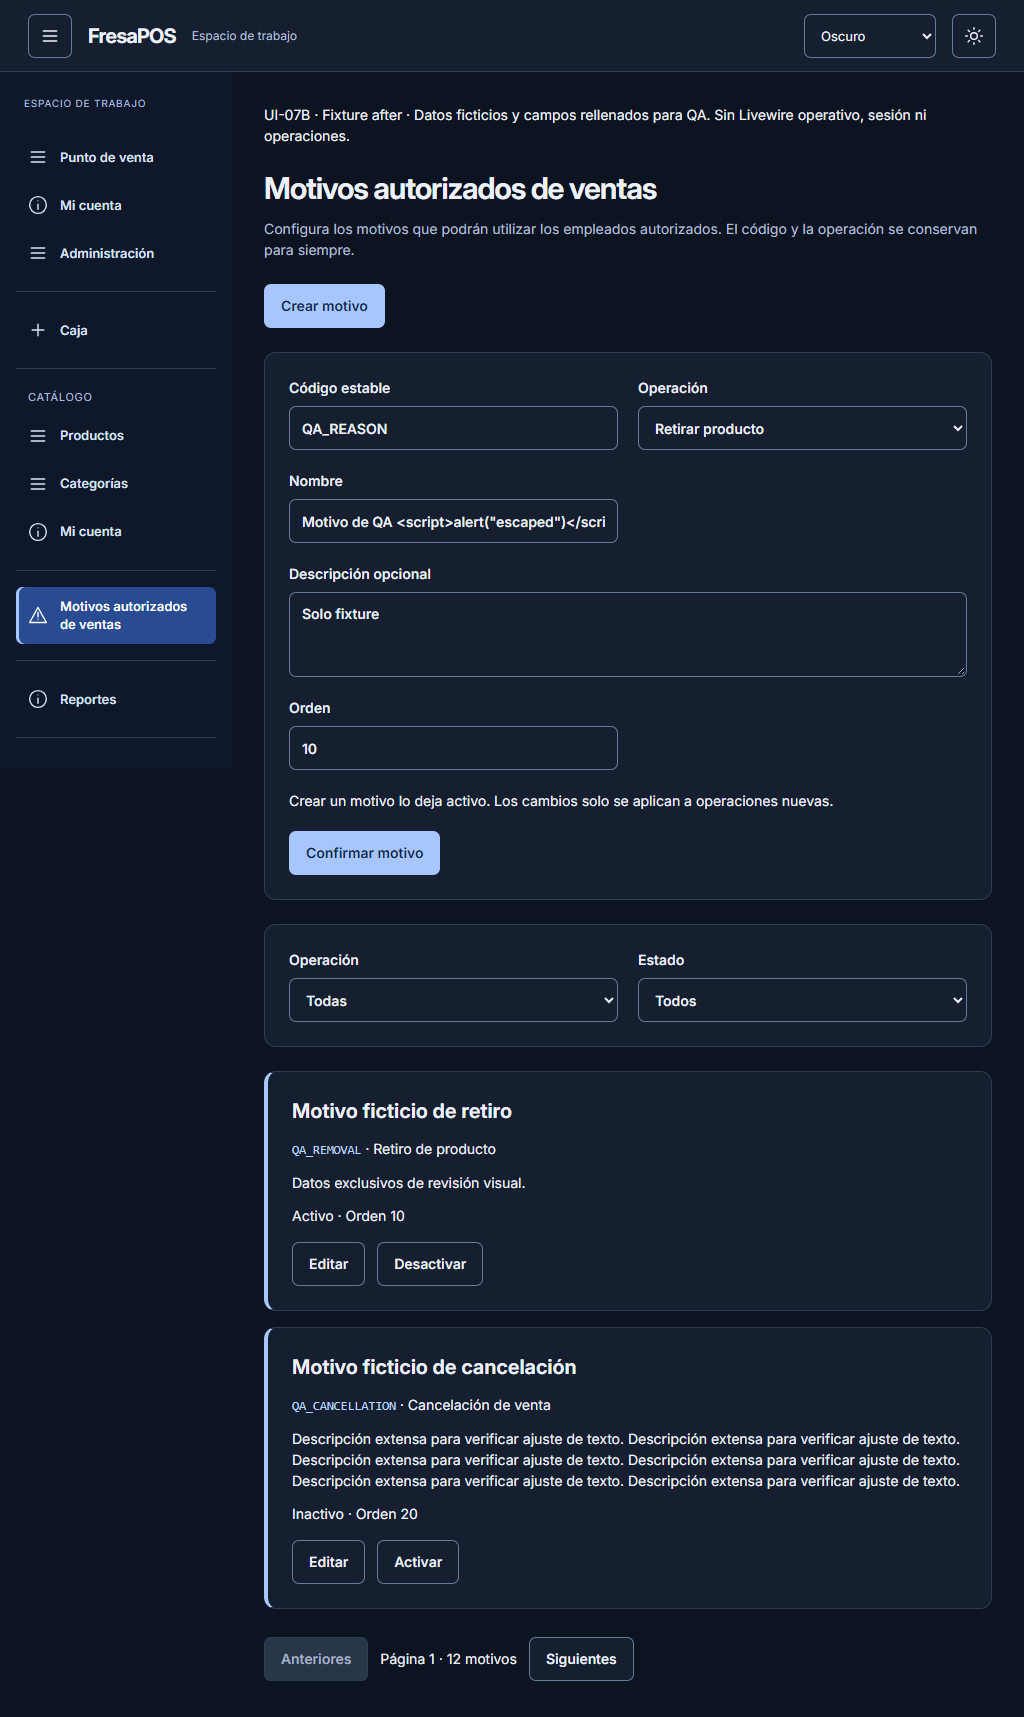 FresaPOS
Espacio de trabajo
Oscuro
ESPACIO DE TRABAJO
Punto de venta
Mi cuenta
Administración
Caja
CATÁLOGO
Productos
Categorías
Mi cuenta
Motivos autorizados
de ventas
Reportes
UI-07B · Fixture after · Datos ficticios y campos rellenados para QA. Sin Livewire operativo, sesión ni
operaciones.
Motivos autorizados de ventas
Configura los motivos que podrán utilizar los empleados autorizados. El código y la operación se conservan
para siempre.
Crear motivo
Código estable
Operación
QA_REASON
Retirar producto
Nombre
Motivo de QA <script>alert("escaped")</scri
Descripción opcional
Solo fixture
Orden
10
Crear un motivo lo deja activo. Los cambios solo se aplican a operaciones nuevas.
Confirmar motivo
Operación
Estado
Todas
Todos
Motivo ficticio de retiro
QA_REMOVAL · Retiro de producto
Datos exclusivos de revisión visual.
Activo · Orden 10
Editar
Desactivar
Motivo ficticio de cancelación
QA_CANCELLATION · Cancelación de venta
Descripción extensa para verificar ajuste de texto. Descripción extensa para verificar ajuste de texto.
Descripción extensa para verificar ajuste de texto. Descripción extensa para verificar ajuste de texto.
Descripción extensa para verificar ajuste de texto. Descripción extensa para verificar ajuste de texto.
Inactivo · Orden 20
Editar
Activar
Anteriores
Página 1 · 12 motivos
Siguientes